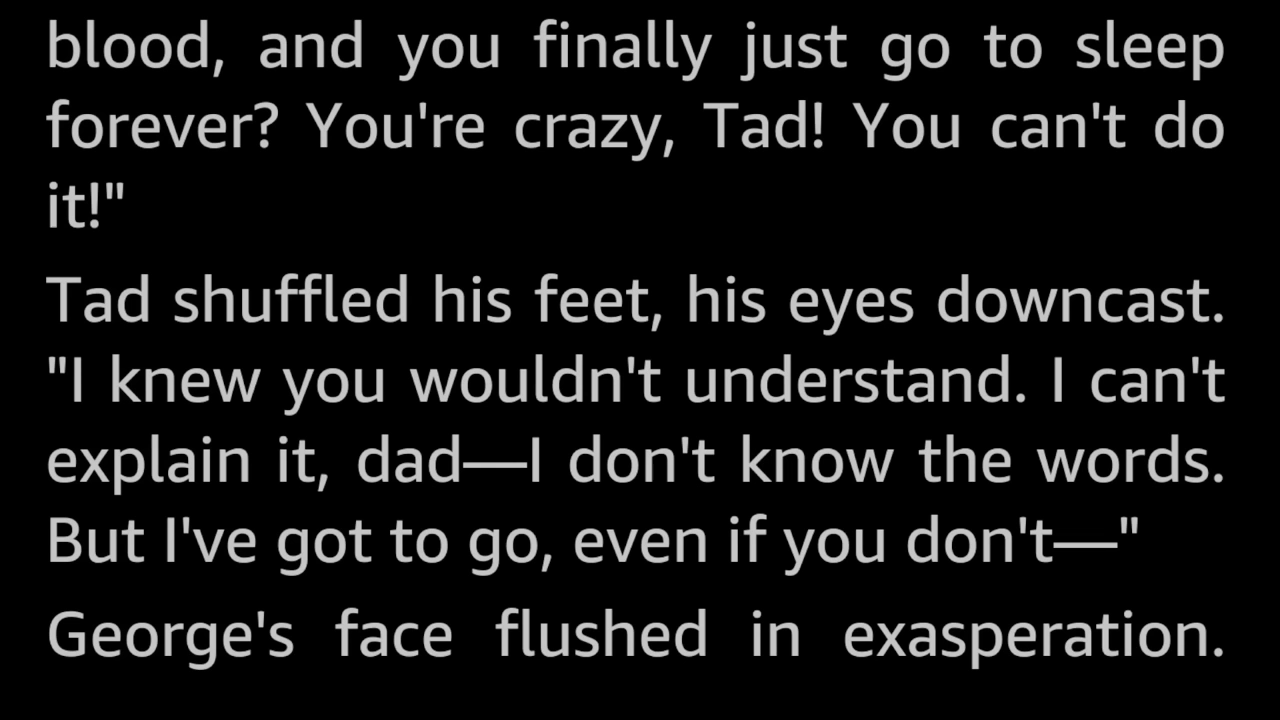 blood, and you finally just go to sleep
forever? You're crazy, Tad! You can't do
it!"
Tad shuffled his feet, his eyes downcast.
"I knew you wouldn't understand. I can't
explain it, dad—I don't know the words.
But I've got to go, even if you don't—"
George's face flushed in exasperation.